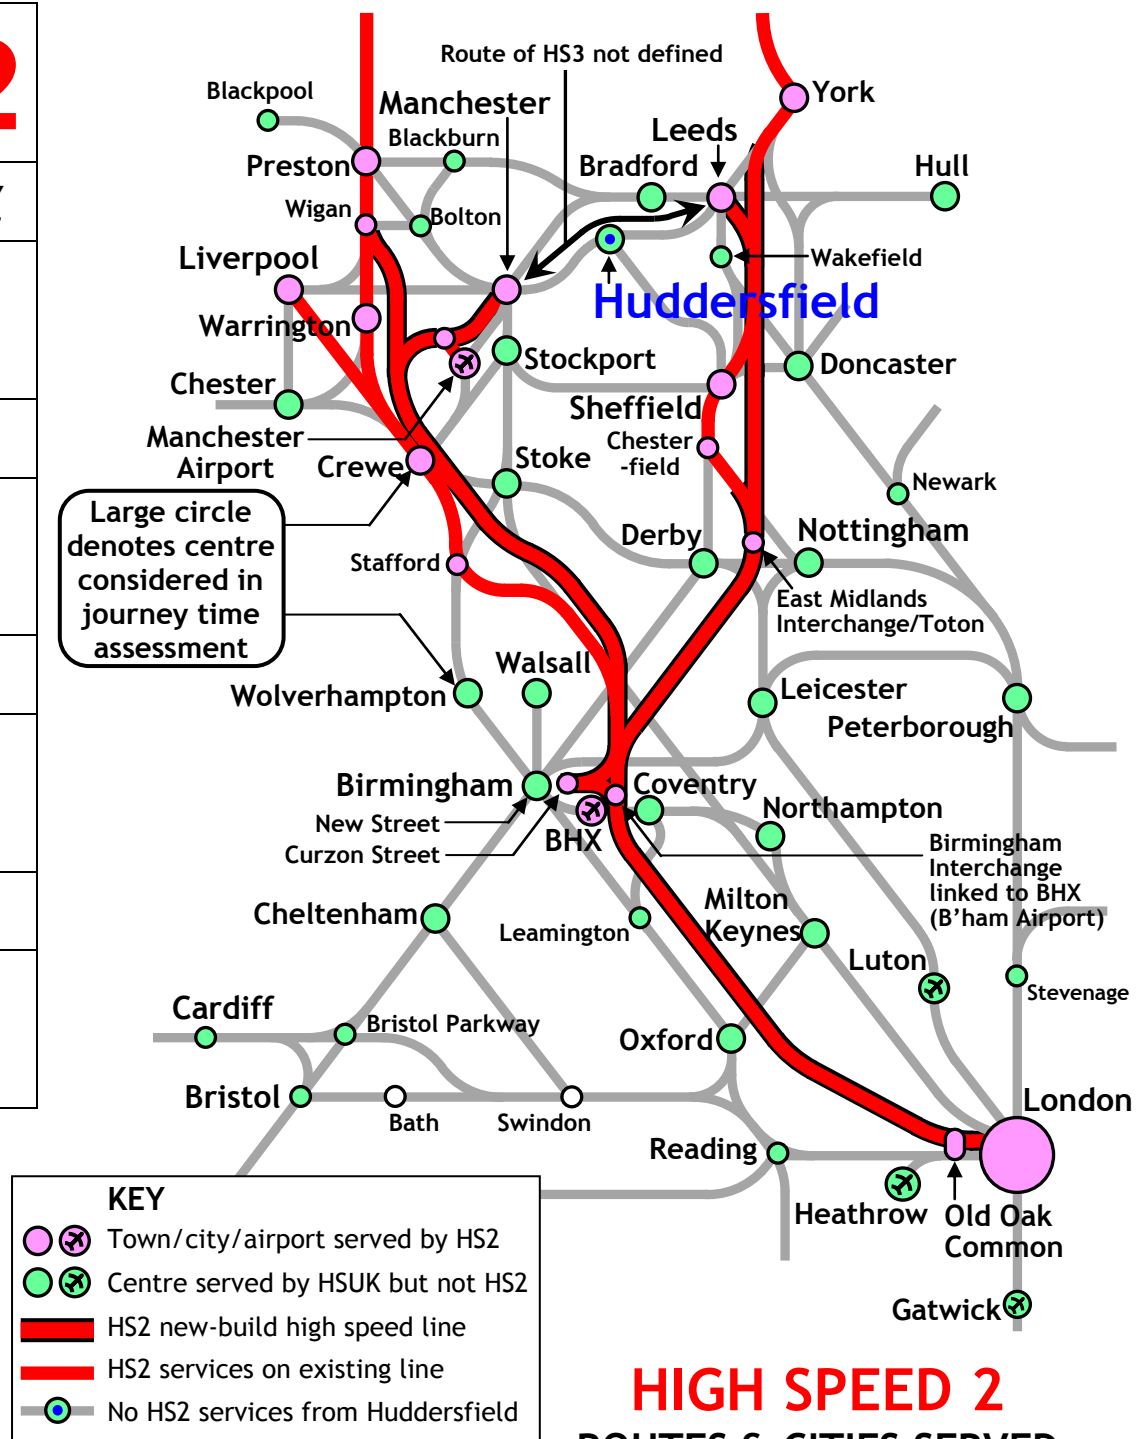 2
Route of HS3 not defined
Blackpool
Manchester
York
Blackburn
Leeds
Preston
Bradford
Hull
Wigan
Bolton
Liverpool
Wakefield
Huddersfield
Warrington
Stockport
Doncaster
Chester
Sheffield
Manchester
Airport
Chester
-field
Crewe
Stoke
Newark
Large circle
denotes centre
considered in
journey time
assessment
Derby
Nottingham
Stafford
East Midlands
Interchange/Toton
Walsall
Wolverhampton
Leicester
Peterborough
Birmingham
Coventry
New Street
Northampton
Curzon Street
BHX
Birmingham
Interchange
linked to BHX
(B'ham Airport)
Milton
Keynes
Cheltenham
Leamington
Luton
Stevenage
Cardiff
Bristol Parkway
Oxford
Bristol
Bath
Swindon
London
Reading
Heathrow
Old Oak
Common
Gatwick
KEY
Town/city/airport served by HS2
Centre served by HSUK but not HS2
HS2 new-build high speed line
HS2 services on existing line
No HS2 services from Huddersfield
HIGH SPEED 2
ROUTES & CITIES SERVED